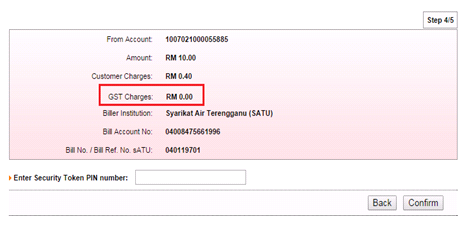 Step 4/5
From Account: 1007021000055885
Amount: RM 10.00
Customer Charges: RM 0.40
GST Charges: RM 0.00
Biller Institution: Syarikat Air Terengganu (SATU)
Bill Account No: 04008475661996
Bill No. / Bill Ref. No. sATU: 040119701
Enter Security Token PIN number:
Back Confirm